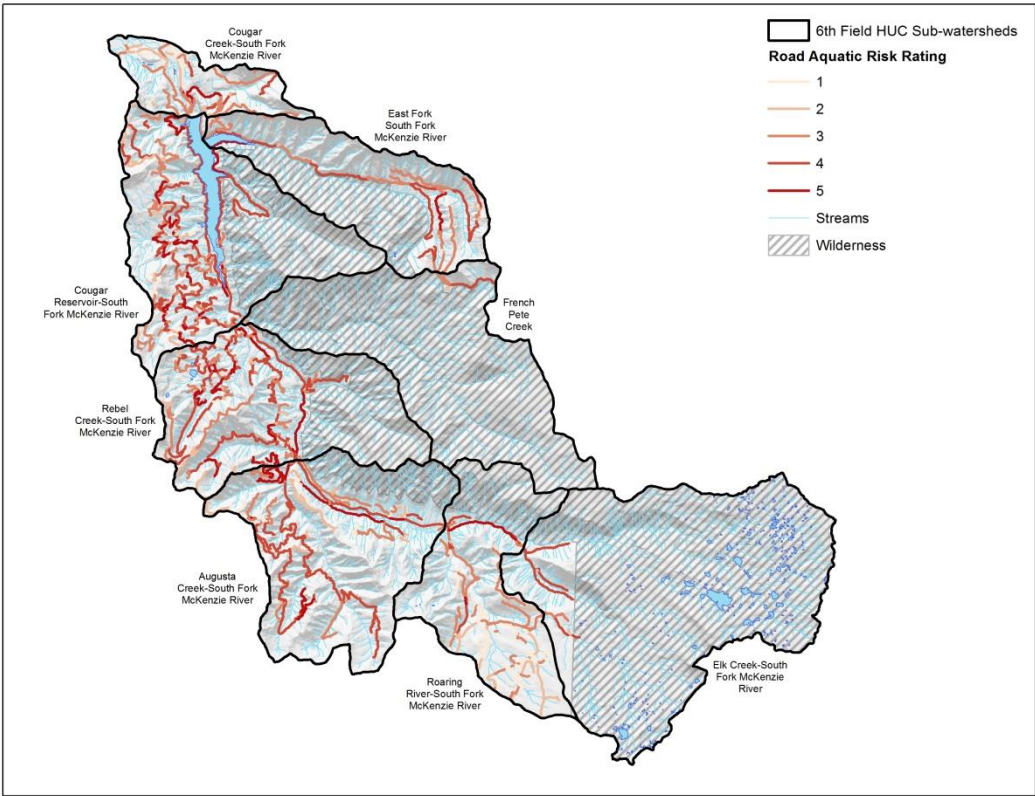 Cougar
Creek-South Fork
McKenzie River
6th Field HUC Sub-watersheds
Road Aquatic Risk Rating
1
2
3
4
5
Streams
Wilderness
East Fork
South Fork
McKenzie River
Cougar
Reservoir-South
Fork McKenzie River
French
Pete
Creek
Rebel
Creek-South Fork
McKenzie River
Augusta
Creek-South Fork
McKenzie River
Roaring
River-South Fork
McKenzie River
Elk Creek-South
Fork McKenzie
River